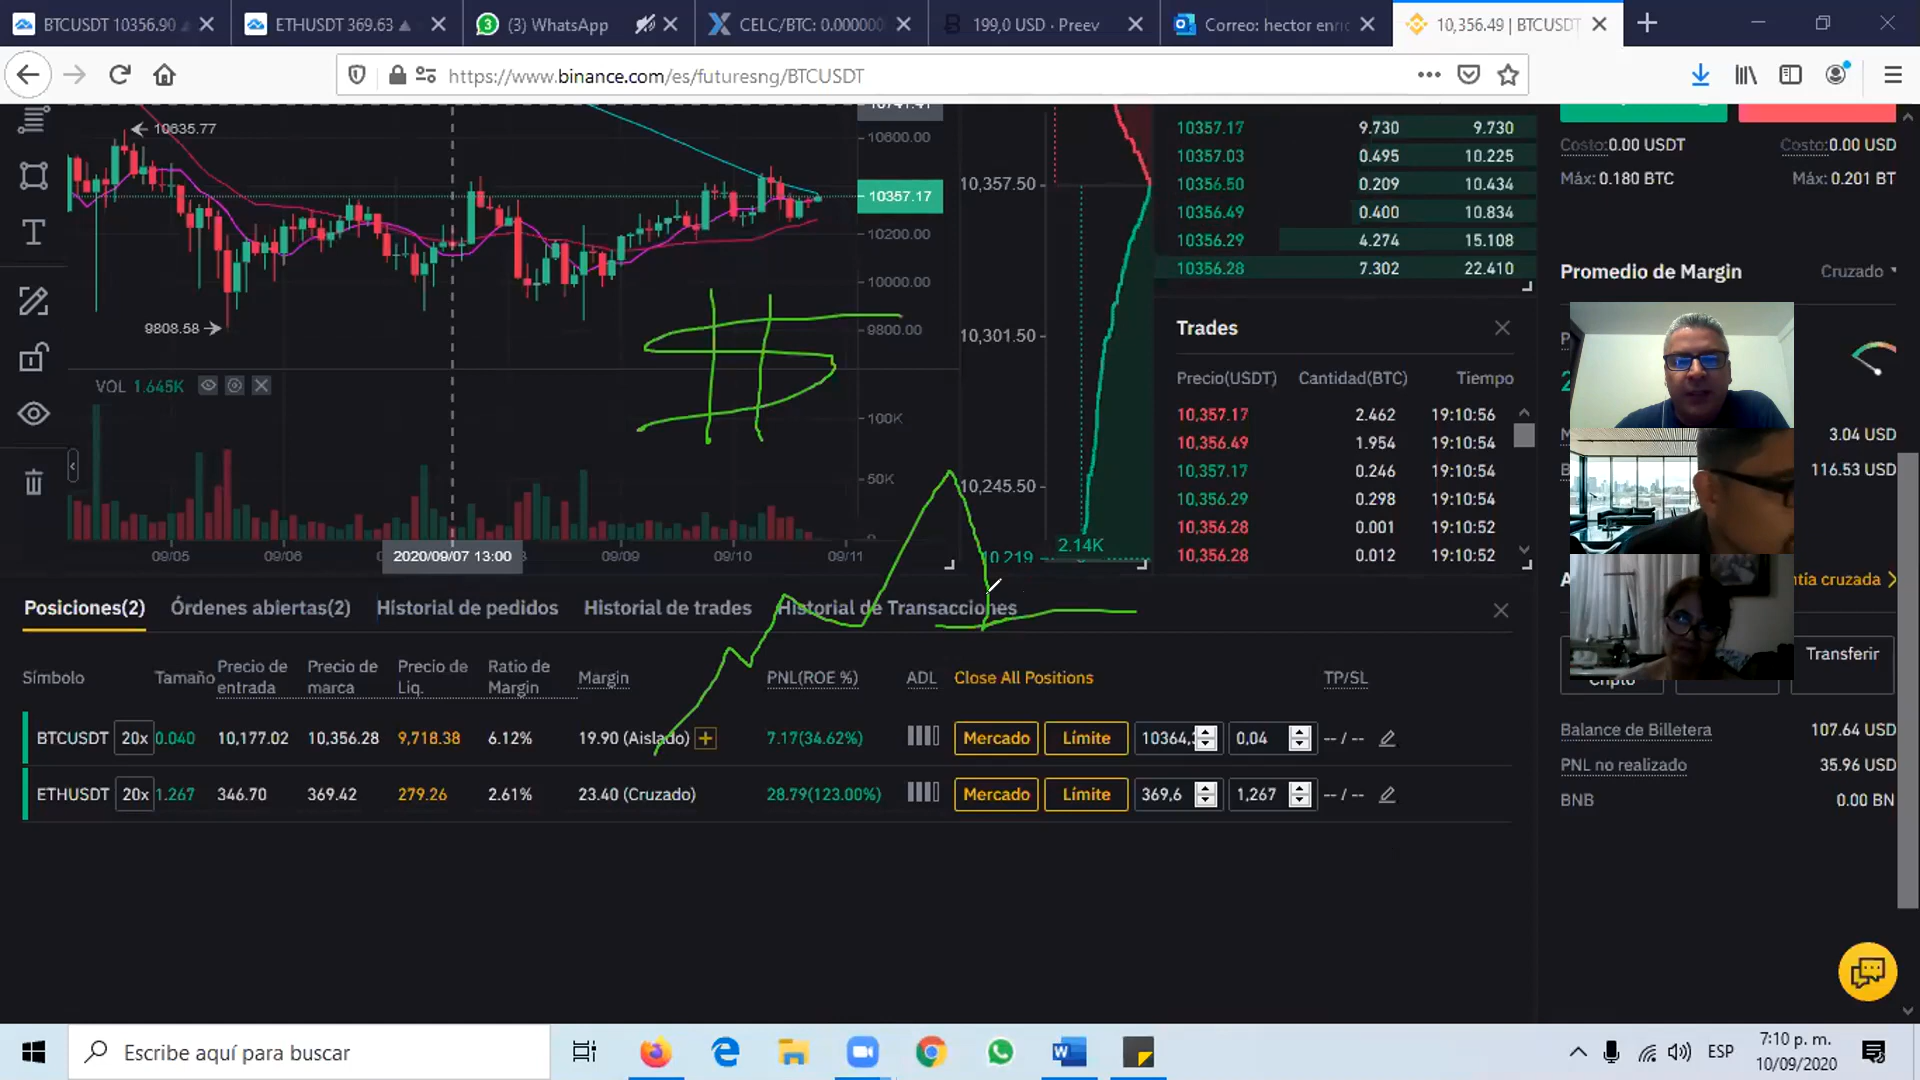 BTCUSDT 10356.90
ETHUSDT 369.63
(3) WhatsApp
CELC/BTC: 0.000000
199,0 USD · Preev
Correo: hector enri
10,356.49 | BTCUSDT
https://www.binance.com/es/futuresng/BTCUSDT
10635.77
9808.58
10741.41
10600.00
10357.17
10200.00
10000.00
9800.00
VOL 1.645K
100K
50K
0
09/05
09/06
2020/09/07 13:00
09/09
09/10
09/11
$
10,357.50
10,301.50
10,245.50
10,219
2.14K
10357.17 9.730 9.730
10357.03 0.495 10.225
10356.50 0.209 10.434
10356.49 0.400 10.834
10356.29 4.274 15.108
10356.28 7.302 22.410
Trades
Precio(USDT) Cantidad(BTC) Tiempo
10,357.17 2.462 19:10:56
10,356.49 1.954 19:10:54
10,357.17 0.246 19:10:54
10,356.29 0.298 19:10:54
10,356.28 0.001 19:10:52
10,356.28 0.012 19:10:52
Costo:0.00 USDT Costo:0.00 USD
Máx: 0.180 BTC Máx: 0.201 BT
Promedio de Margin Cruzado
3.04 USD
116.53 USD
ntía cruzada
Transferir
Balance de Billetera 107.64 USD
PNL no realizado 35.96 USD
BNB 0.00 BN
Posiciones(2) Órdenes abiertas(2) Historial de pedidos Historial de trades Historial de Transacciones
Símbolo Tamaño Precio de entrada Precio de marca Precio de Liq. Ratio de Margin Margin PNL(ROE %) ADL Close All Positions TP/SL
BTCUSDT 20x 0.040 10,177.02 10,356.28 9,718.38 6.12% 19.90 (Aislado) 7.17(34.62%) Mercado Límite 10364, 0,04 -- / --
ETHUSDT 20x 1.267 346.70 369.42 279.26 2.61% 23.40 (Cruzado) 28.79(123.00%) Mercado Límite 369,6 1,267 -- / --
Escribe aquí para buscar
ESP
7:10 p. m.
10/09/2020